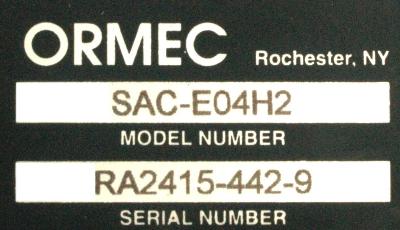 ORMEC Rochester, NY
SAC-E04H2
MODEL NUMBER
RA2415-442-9
SERIAL NUMBER